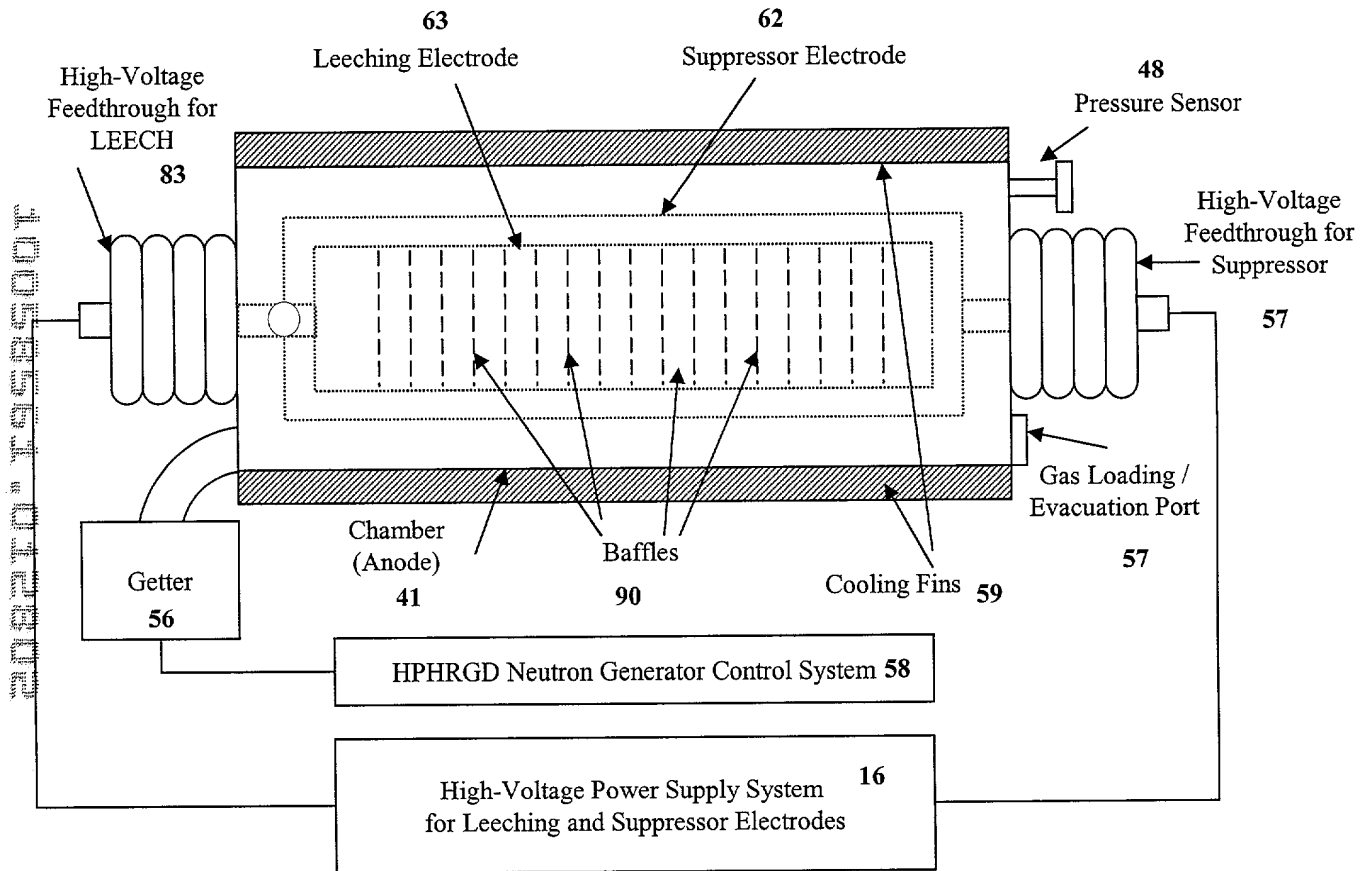 63
Leeching Electrode
62
Suppressor Electrode
48
Pressure Sensor
High-Voltage
Feedthrough for
LEECH
83
High-Voltage
Feedthrough for
Suppressor
57
Gas Loading /
Evacuation Port
57
Chamber
(Anode)
41
Baffles
90
Cooling Fins 59
Getter
56
HPHRGD Neutron Generator Control System 58
High-Voltage Power Supply System
for Leeching and Suppressor Electrodes
16
10058561.012802